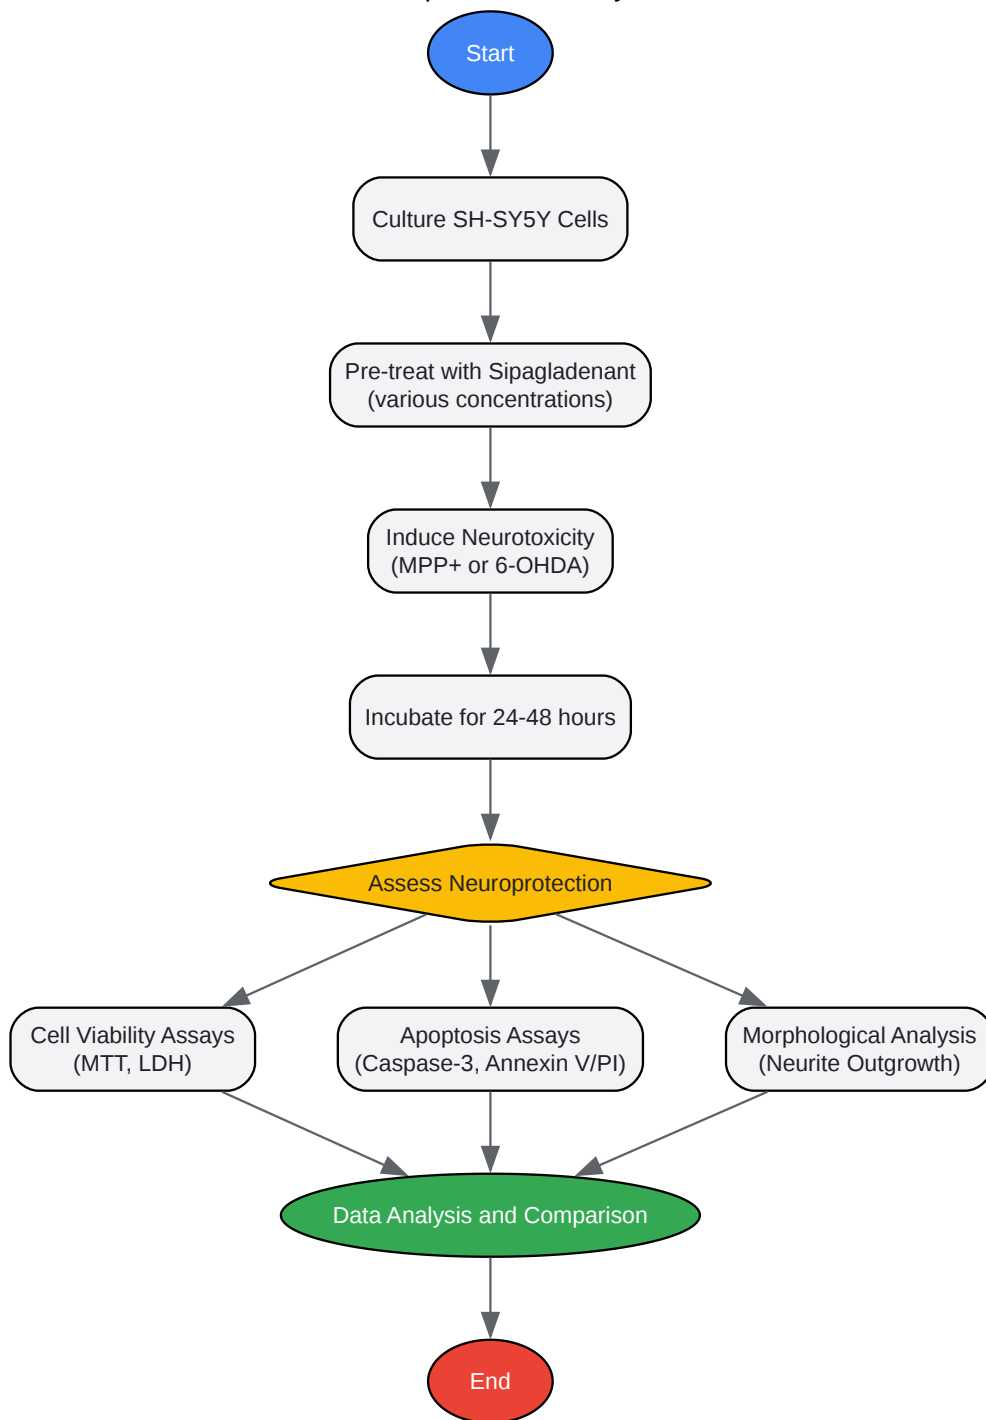 Start
Culture SH-SY5Y Cells
Pre-treat with Sipagladenant
(various concentrations)
Induce Neurotoxicity
(MPP+ or 6-OHDA)
Incubate for 24-48 hours
Assess Neuroprotection
Cell Viability Assays
(MTT, LDH)
Apoptosis Assays
(Caspase-3, Annexin V/PI)
Morphological Analysis
(Neurite Outgrowth)
Data Analysis and Comparison
End